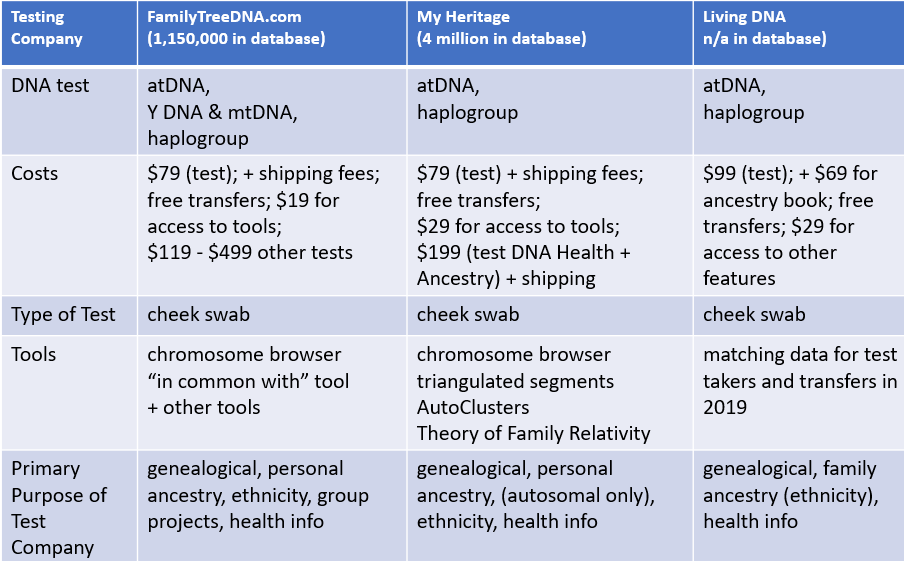 Testing
Company
FamilyTreeDNA.com
(1,150,000 in database)
My Heritage
(4 million in database)
Living DNA
n/a in database)
DNA test
atDNA,
Y DNA & mtDNA,
haplogroup
atDNA,
haplogroup
atDNA,
haplogroup
Costs
$79 (test); + shipping fees;
free transfers; $19 for
access to tools;
$119 - $499 other tests
$79 (test) + shipping fees;
free transfers;
$29 for access to tools;
$199 (test DNA Health +
Ancestry) + shipping
$99 (test); + $69 for
ancestry book; free
transfers; $29 for
access to other
features
Type of Test
cheek swab
cheek swab
cheek swab
Tools
chromosome browser
“in common with” tool
+ other tools
chromosome browser
triangulated segments
AutoClusters
Theory of Family Relativity
matching data for test
takers and transfers in
2019
Primary
Purpose of
Test
Company
genealogical, personal
ancestry, ethnicity, group
projects, health info
genealogical, personal
ancestry, (autosomal only),
ethnicity, health info
genealogical, family
ancestry (ethnicity),
health info